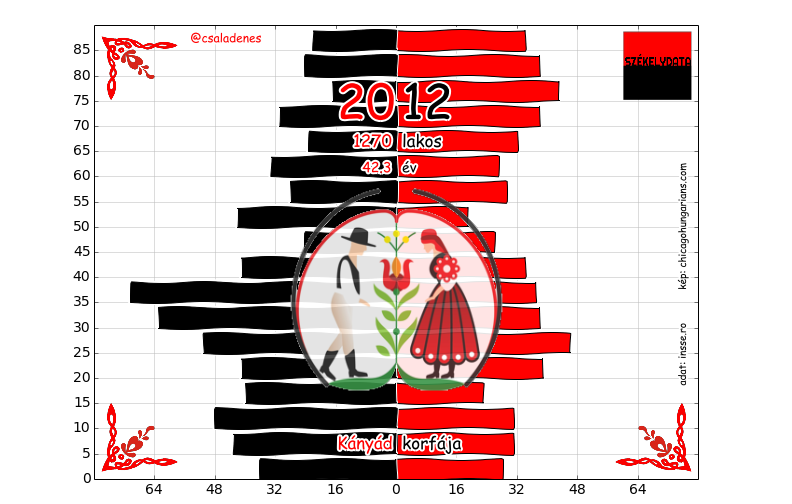 @csaladenes
SZÉKELYDATA
2012
1270 lakos
42.3 év
kép: chicagohungarians.com
adat: insse.ro
Kányád korfája
85
80
75
70
65
60
55
50
45
40
35
30
25
20
15
10
5
0
64 48 32 16 0 16 32 48 64